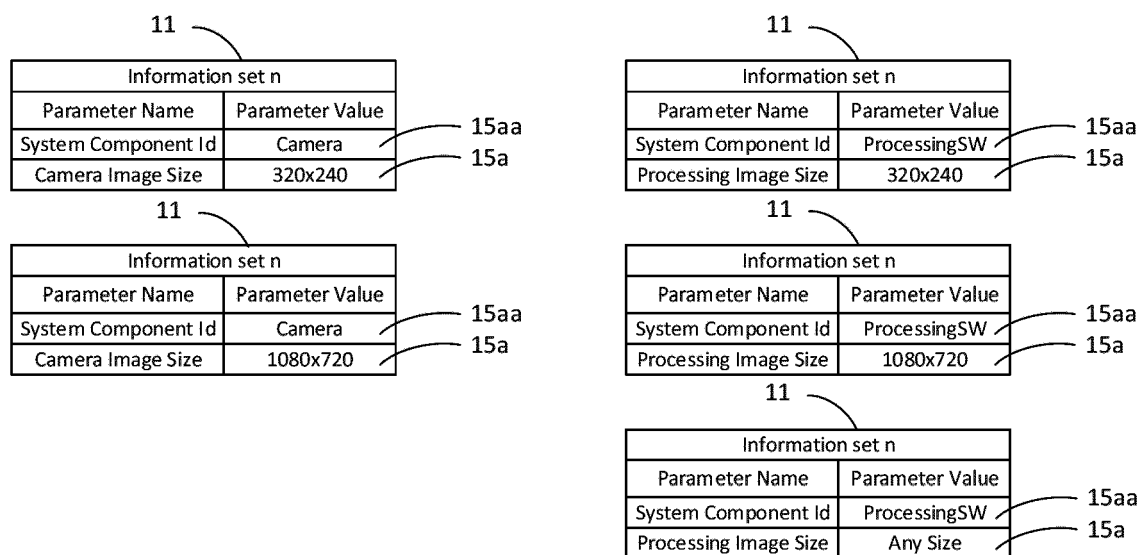 11
Information set n
Parameter Name Parameter Value
System Component Id Camera 15aa
Camera Image Size 320x240 15a
11
Information set n
Parameter Name Parameter Value
System Component Id Camera 15aa
Camera Image Size 1080x720 15a
11
Information set n
Parameter Name Parameter Value
System Component Id ProcessingSW 15aa
Processing Image Size 320x240 15a
11
Information set n
Parameter Name Parameter Value
System Component Id ProcessingSW 15aa
Processing Image Size 1080x720 15a
11
Information set n
Parameter Name Parameter Value
System Component Id ProcessingSW 15aa
Processing Image Size Any Size 15a